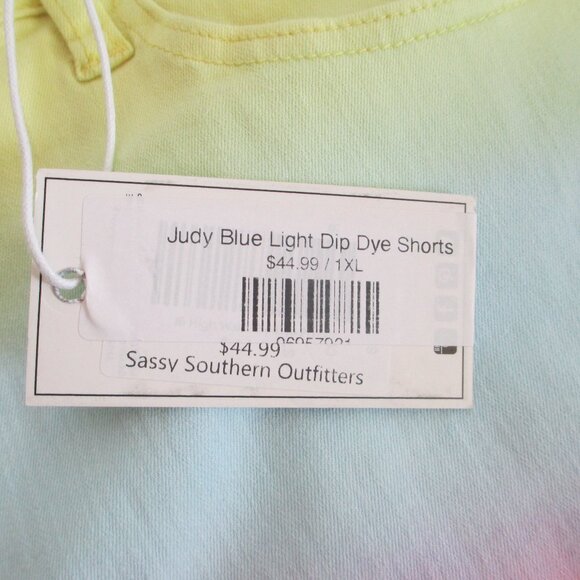 Judy Blue Light Dip Dye Shorts
$44.99 / 1XL
$44.99
Sassy Southern Outfitters